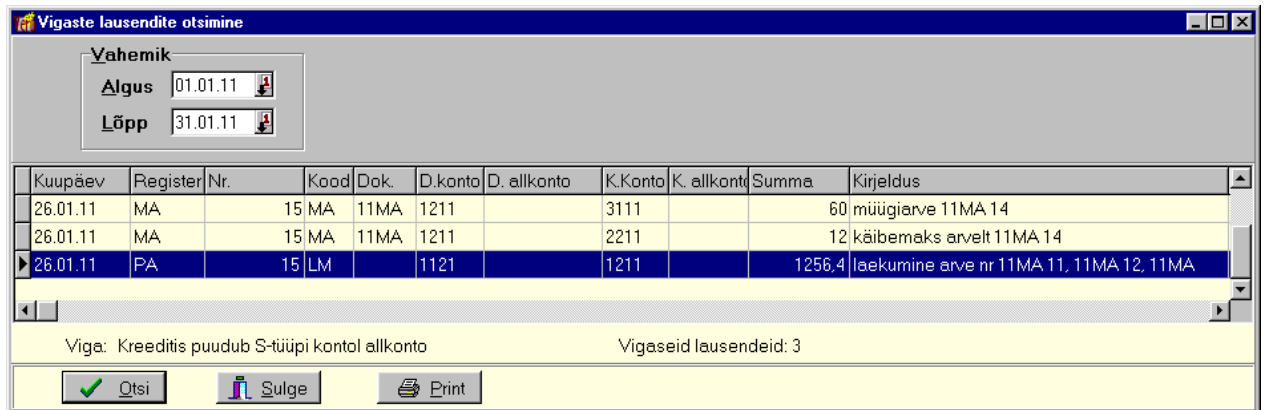 Vigaste lausendite otsimine
Vahemik
Algus 01.01.11
Lõpp 31.01.11
Kuupäev Register Nr. Kood Dok. D.konto D. allkonto K.Konto K. allkonto Summa Kirjeldus
26.01.11 MA 15 MA 11MA 1211 3111 60 müügiarve 11MA 14
26.01.11 MA 15 MA 11MA 1211 2211 12 käibemaks arvelt 11MA 14
26.01.11 PA 15 LM 1121 1211 1256,4 laekumine arve nr 11MA 11, 11MA 12, 11MA
Viga: Kreeditis puudub S-tüüpi kontol allkonto Vigaseid lausendeid: 3
Otsi Sulge Print